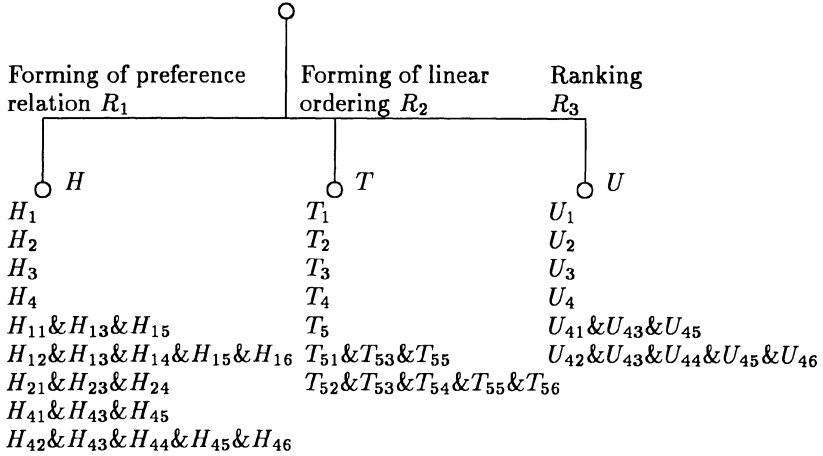 Forming of preference relation R₁
Forming of linear ordering R₂
Ranking R₃
H
H₁
H₂
H₃
H₄
H₁₁&H₁₃&H₁₅
H₁₂&H₁₃&H₁₄&H₁₅&H₁₆
H₂₁&H₂₃&H₂₄
H₄₁&H₄₃&H₄₅
H₄₂&H₄₃&H₄₄&H₄₅&H₄₆
T
T₁
T₂
T₃
T₄
T₅
T₅₁&T₅₃&T₅₅
T₅₂&T₅₃&T₅₄&T₅₅&T₅₆
U
U₁
U₂
U₃
U₄
U₄₁&U₄₃&U₄₅
U₄₂&U₄₃&U₄₄&U₄₅&U₄₆